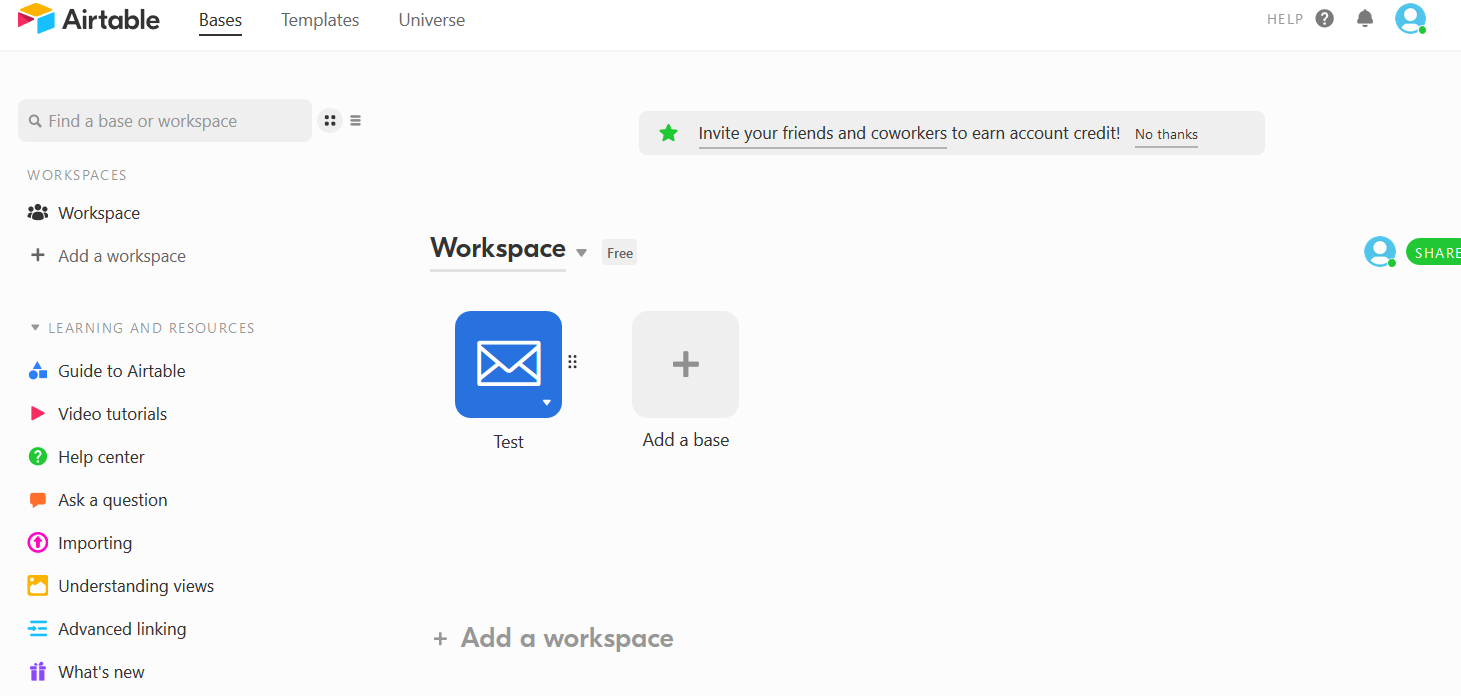 Airtable
Bases
Templates
Universe
HELP
Find a base or workspace
Invite your friends and coworkers to earn account credit! No thanks
WORKSPACES
Workspace
Add a workspace
Workspace
Free
SHARE
LEARNING AND RESOURCES
Guide to Airtable
Video tutorials
Help center
Ask a question
Importing
Understanding views
Advanced linking
What's new
Test
Add a base
+ Add a workspace